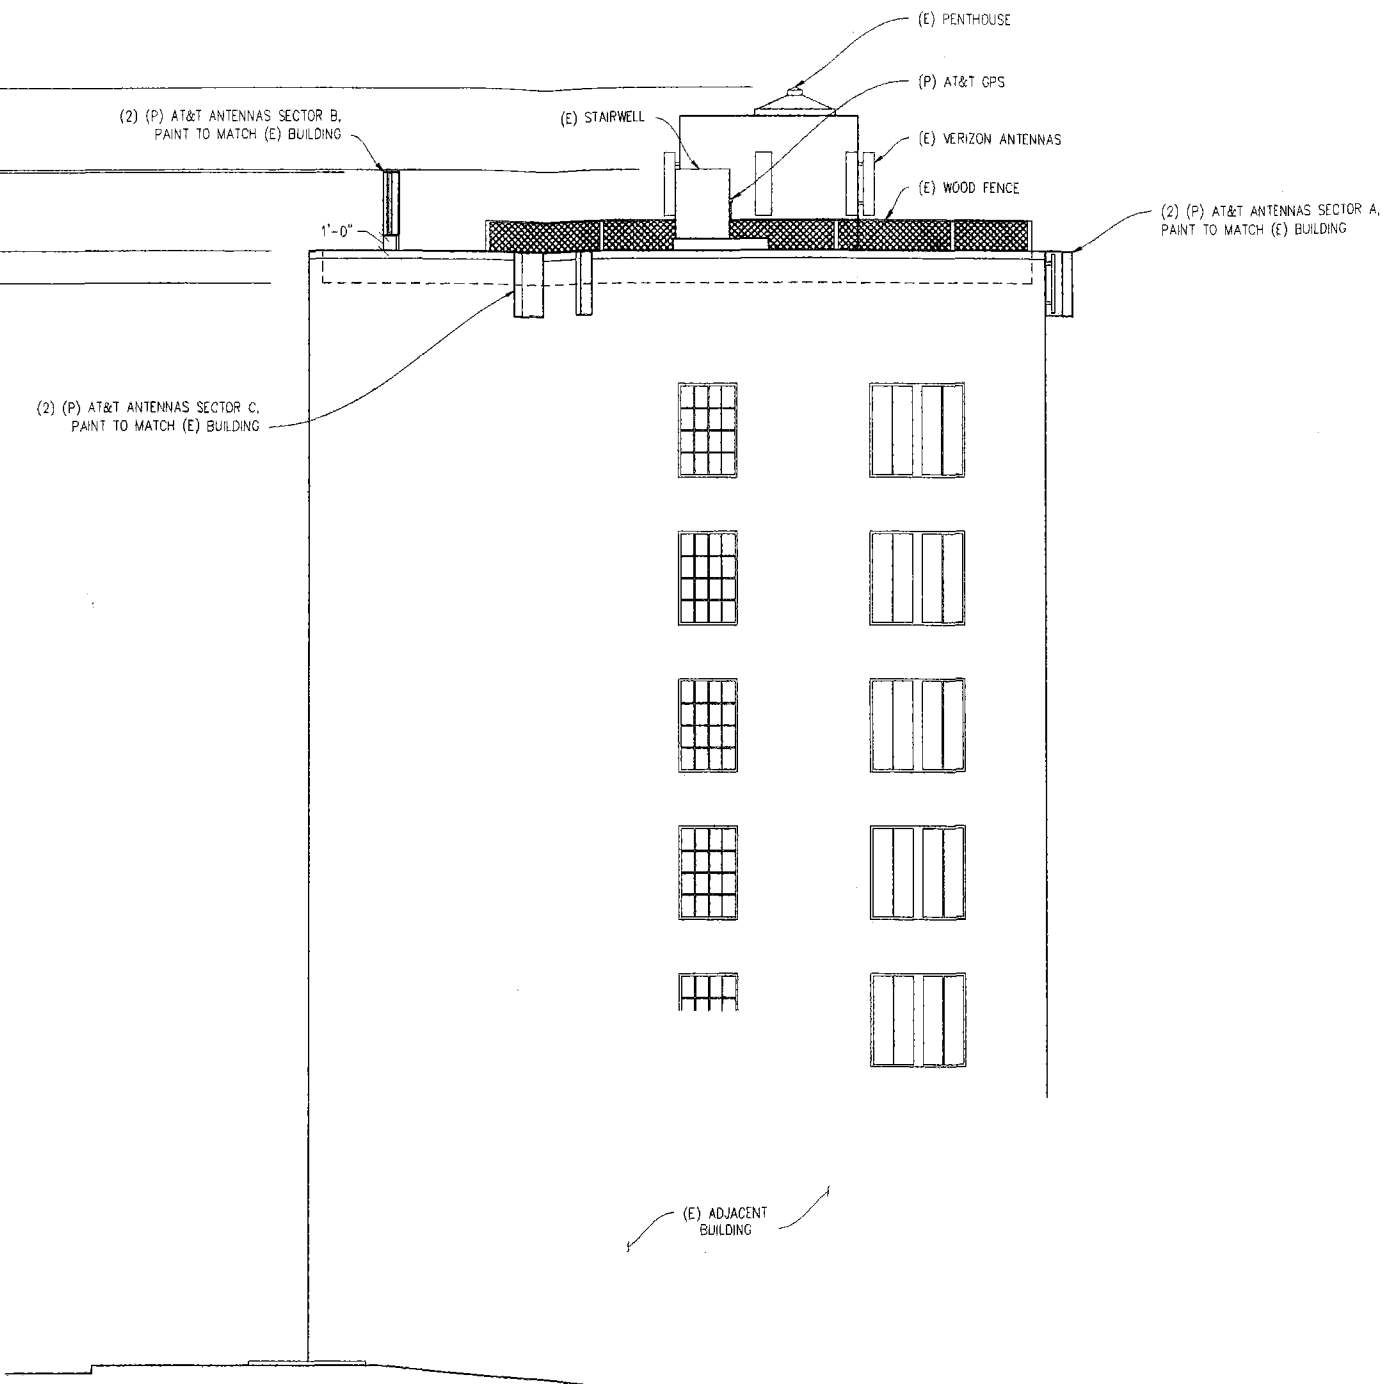 (E) PENTHOUSE
(P) AT&T GPS
(2) (P) AT&T ANTENNAS SECTOR B,
PAINT TO MATCH (E) BUILDING
(E) STAIRWELL
(E) VERIZON ANTENNAS
(E) WOOD FENCE
(2) (P) AT&T ANTENNAS SECTOR A,
PAINT TO MATCH (E) BUILDING
1'-0"
(2) (P) AT&T ANTENNAS SECTOR C,
PAINT TO MATCH (E) BUILDING
(E) ADJACENT
BUILDING